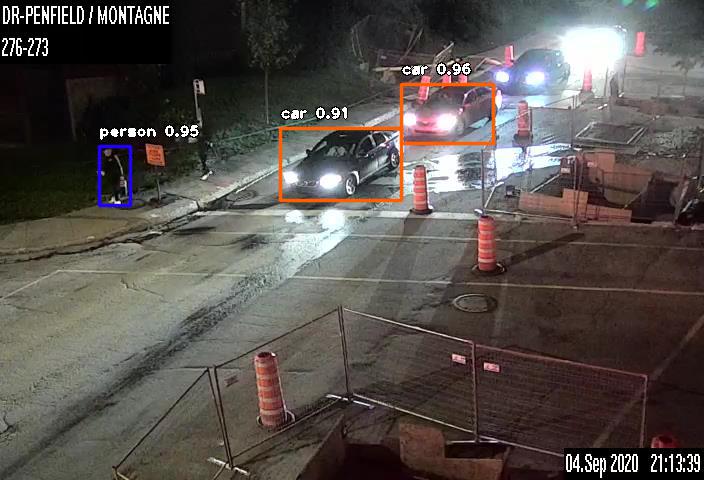 DR-PENFIELD / MONTAGNE
276-273
car 0.96
car 0.91
person 0.95
04.Sep 2020 21:13:39